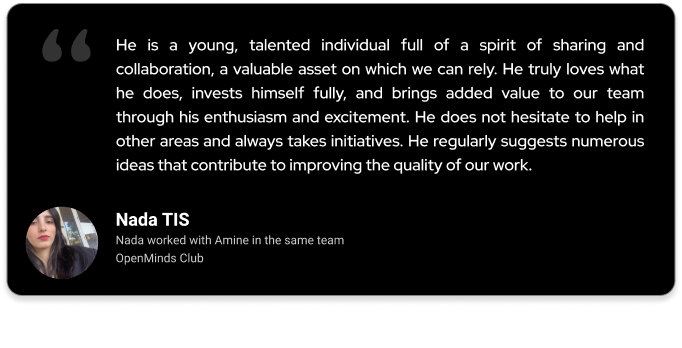 He is a young, talented individual full of a spirit of sharing and
collaboration, a valuable asset on which we can rely. He truly loves what
he does, invests himself fully, and brings added value to our team
through his enthusiasm and excitement. He does not hesitate to help in
other areas and always takes initiatives. He regularly suggests numerous
ideas that contribute to improving the quality of our work.
Nada TIS
Nada worked with Amine in the same team
OpenMinds Club